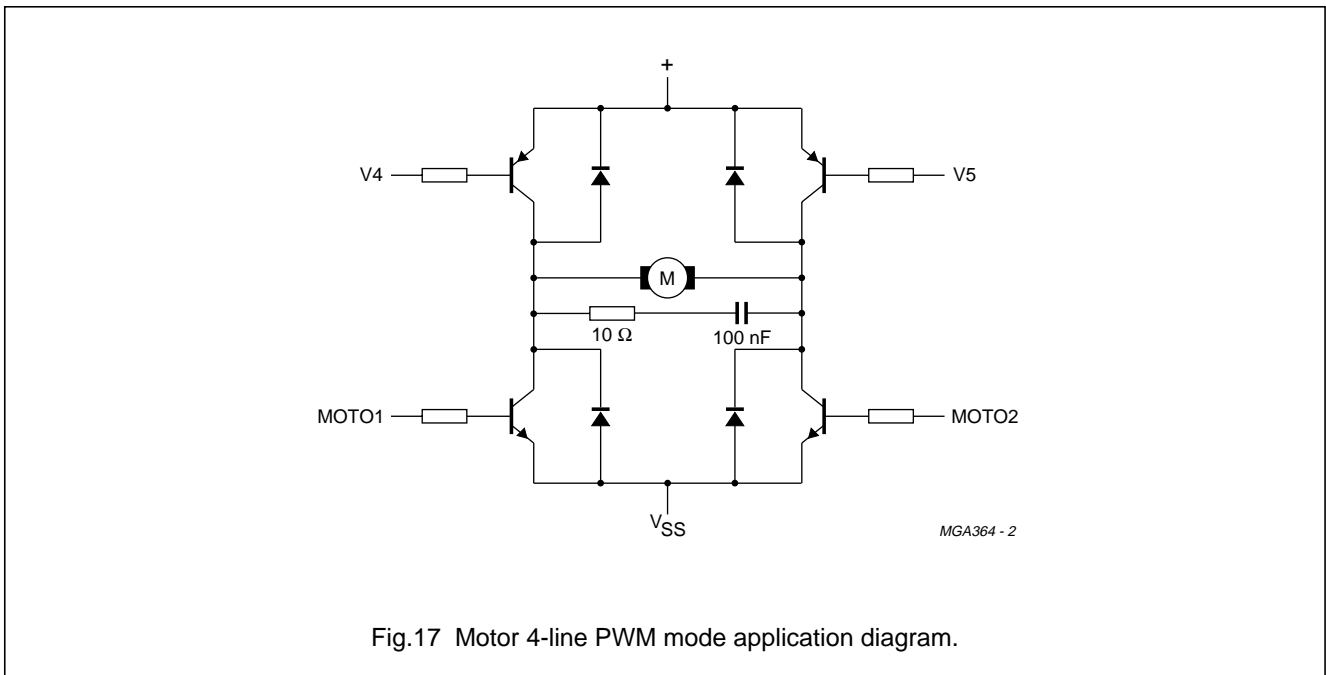 +
V4
V5
M
10 Ω
100 nF
MOTO1
MOTO2
VSS
MGA364 - 2
Fig.17 Motor 4-line PWM mode application diagram.